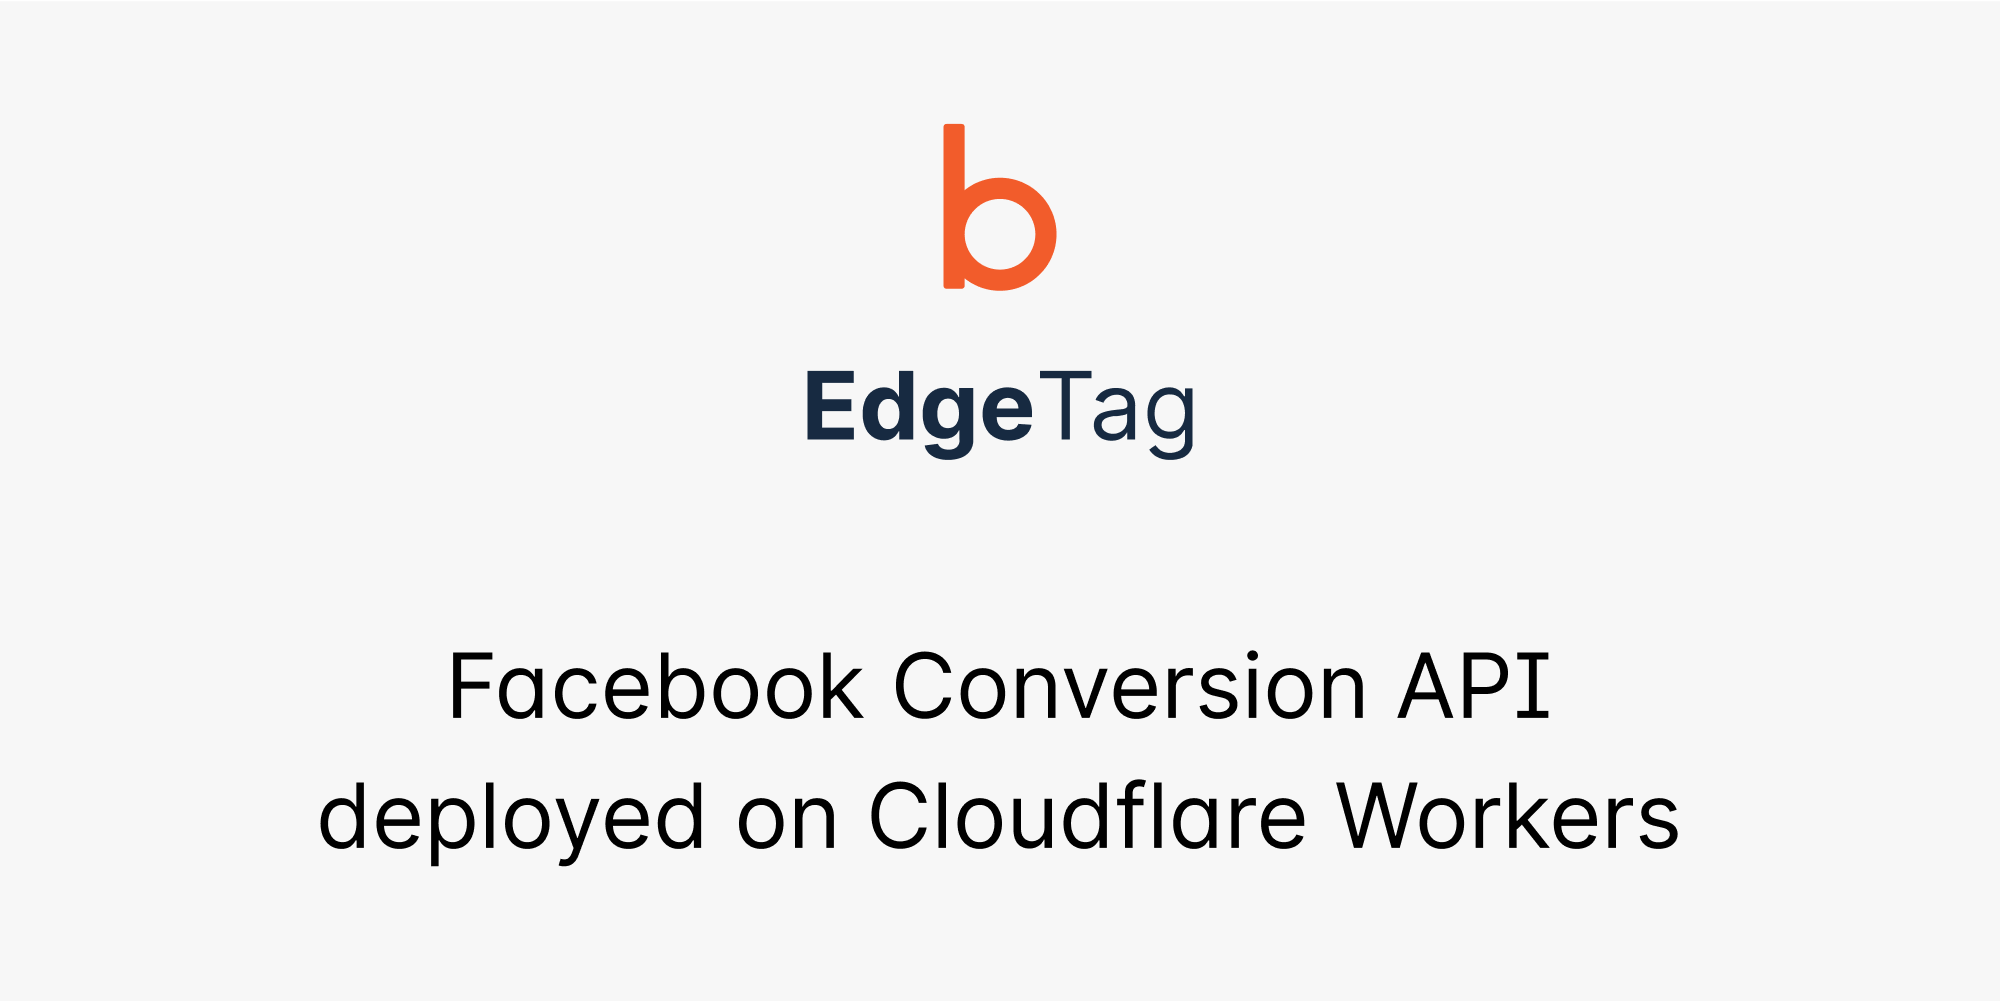 b
EdgeTag
Facebook Conversion API
deployed on Cloudflare Workers